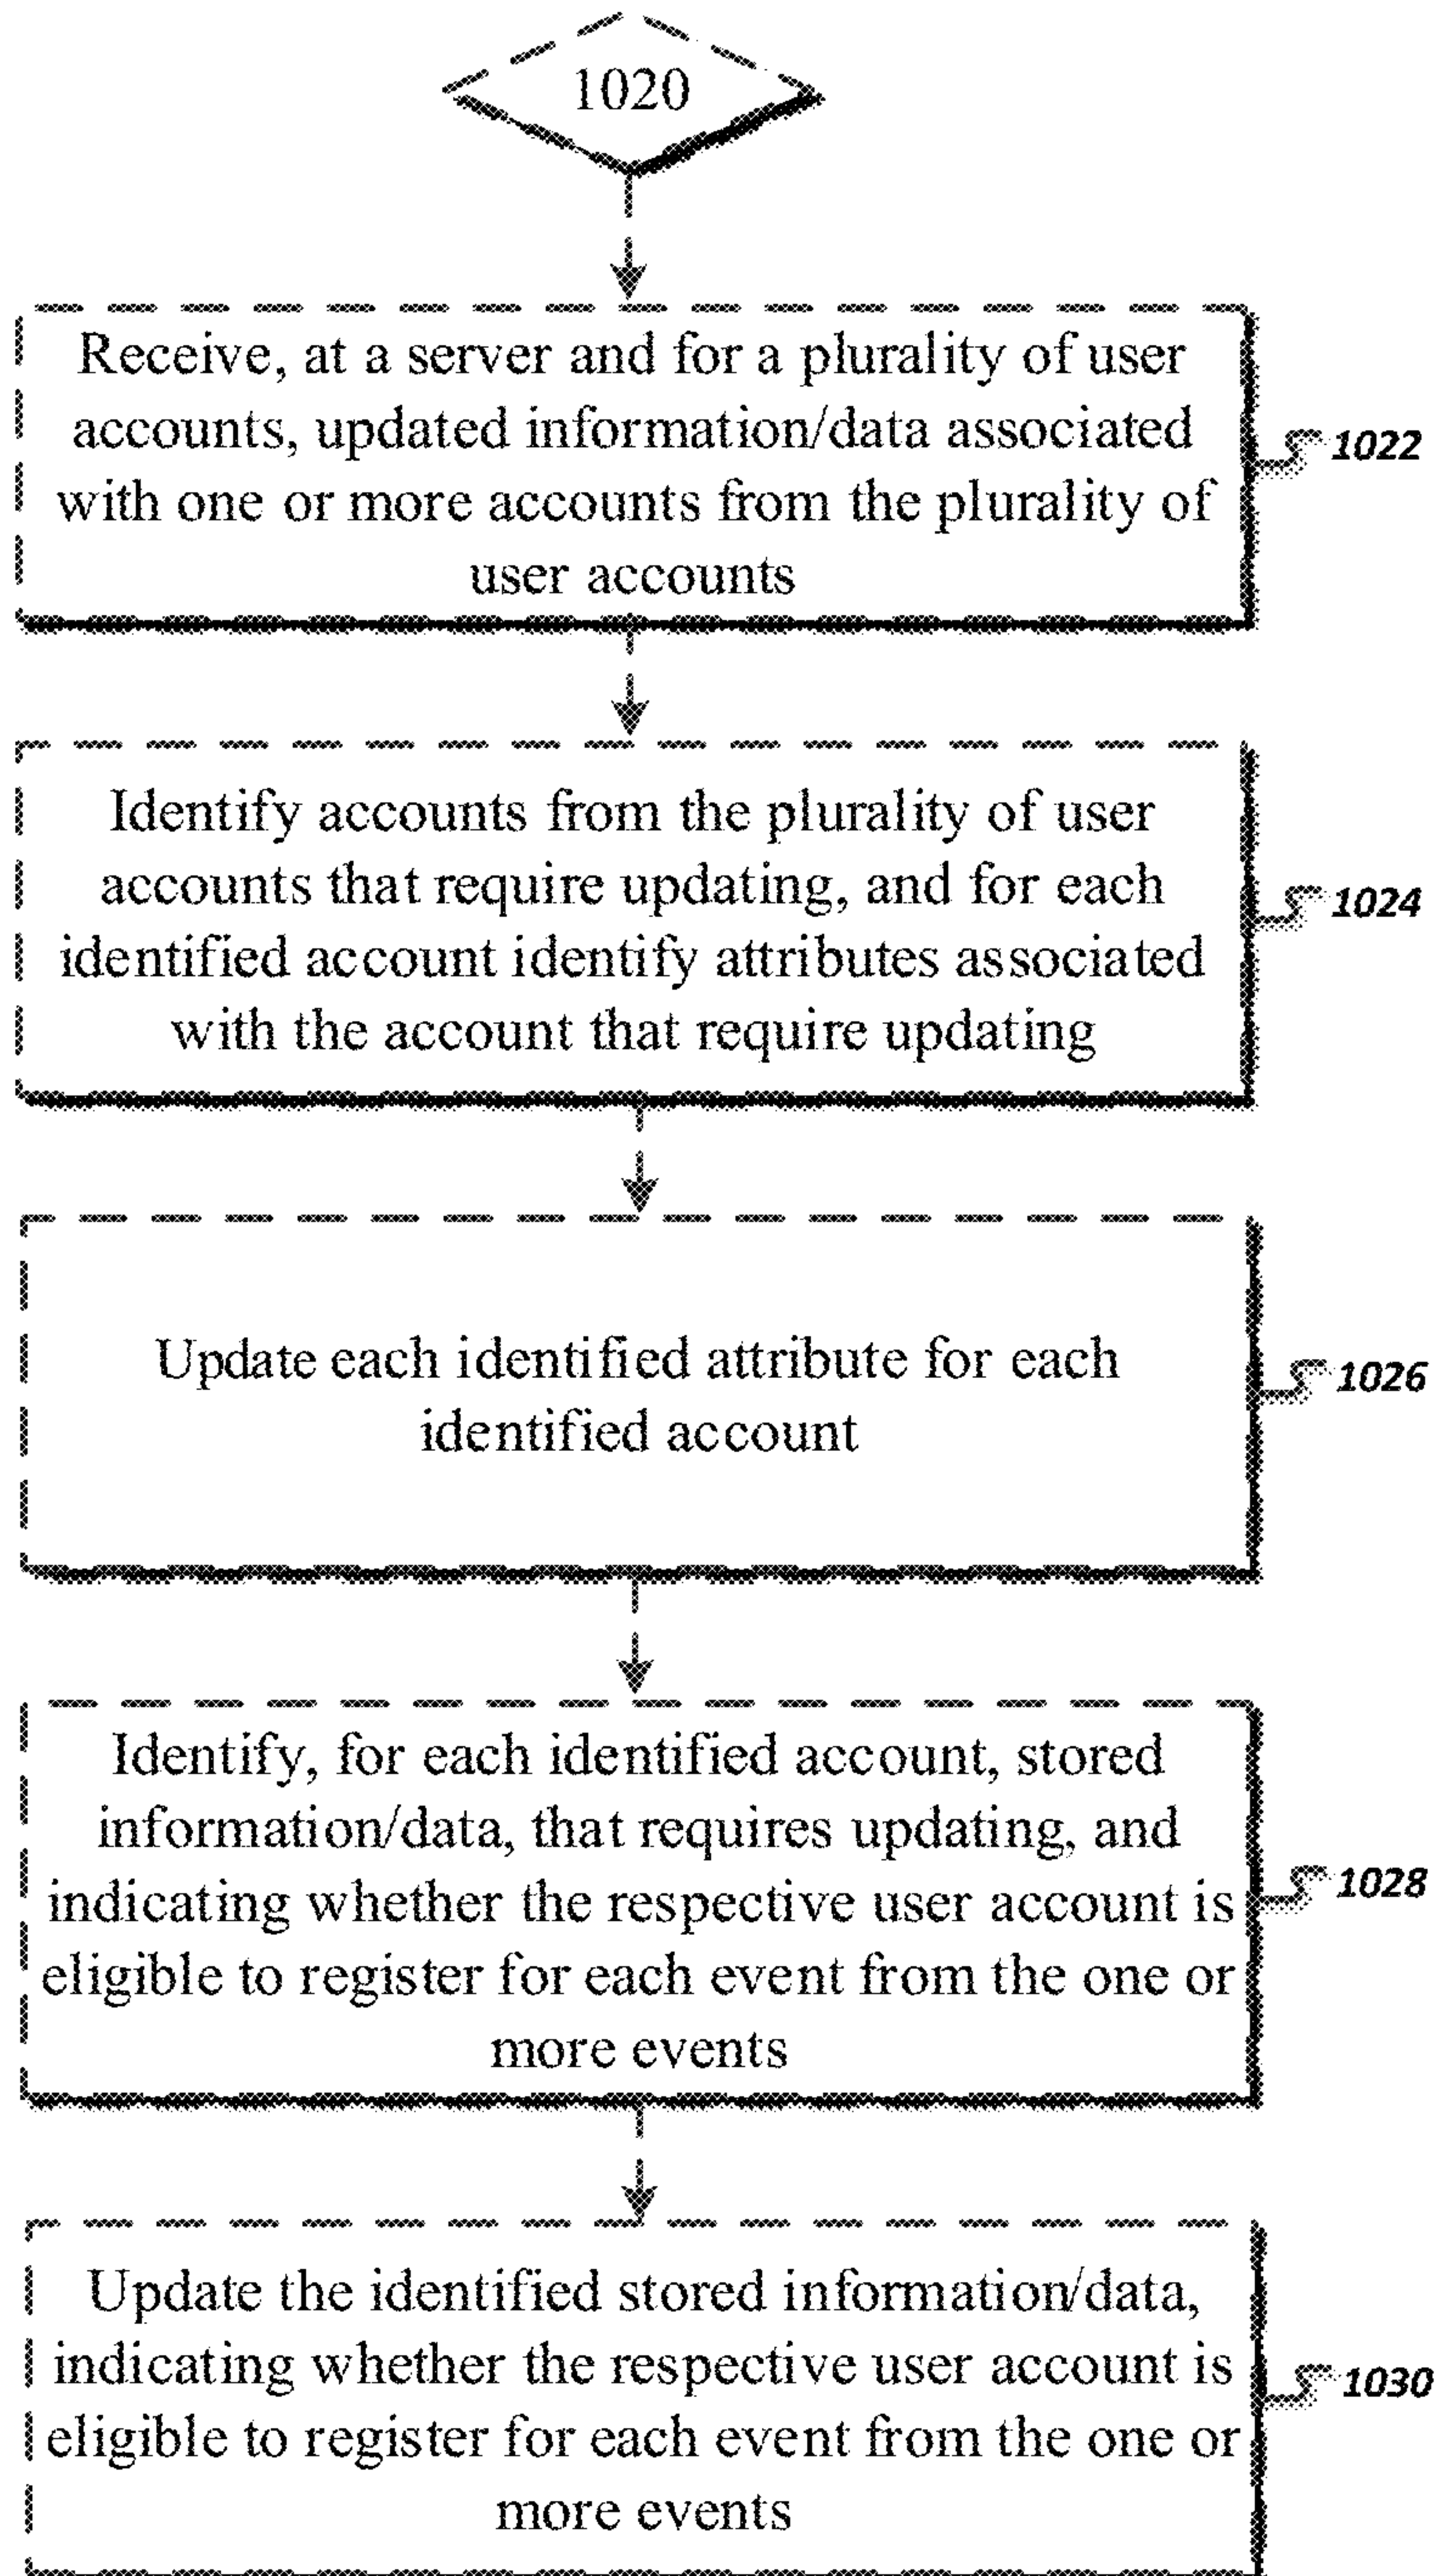 1020
Receive, at a server and for a plurality of user
accounts, updated information/data associated
with one or more accounts from the plurality of
user accounts
1022
Identify accounts from the plurality of user
accounts that require updating, and for each
identified account identify attributes associated
with the account that require updating
1024
Update each identified attribute for each
identified account
1026
Identify, for each identified account, stored
information/data, that requires updating, and
indicating whether the respective user account is
eligible to register for each event from the one or
more events
1028
Update the identified stored information/data,
indicating whether the respective user account is
eligible to register for each event from the one or
more events
1030